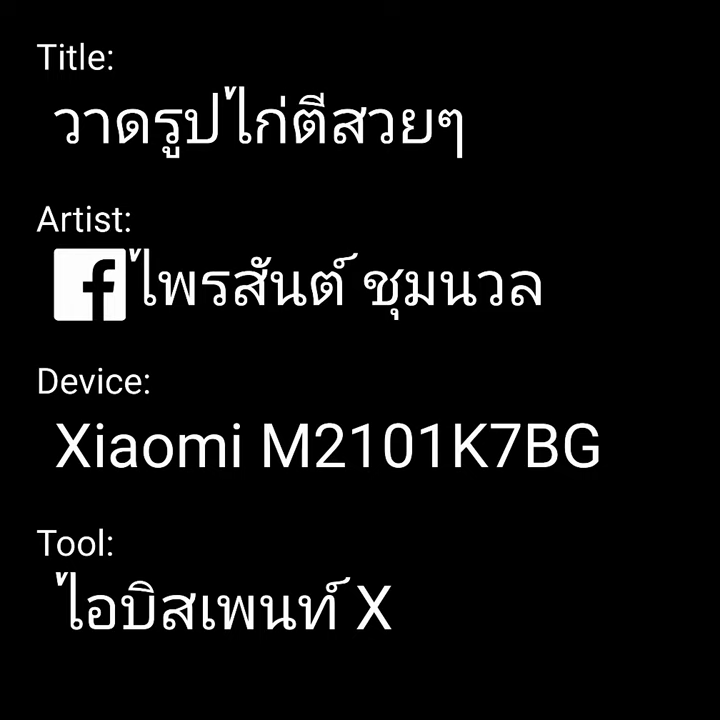 Title:
วาดรูปไก่ตีสวยๆ
Artist:
ไพรสันต์ ชุมนวล
Device:
Xiaomi M2101K7BG
Tool:
ไอบิสเพนท์ X